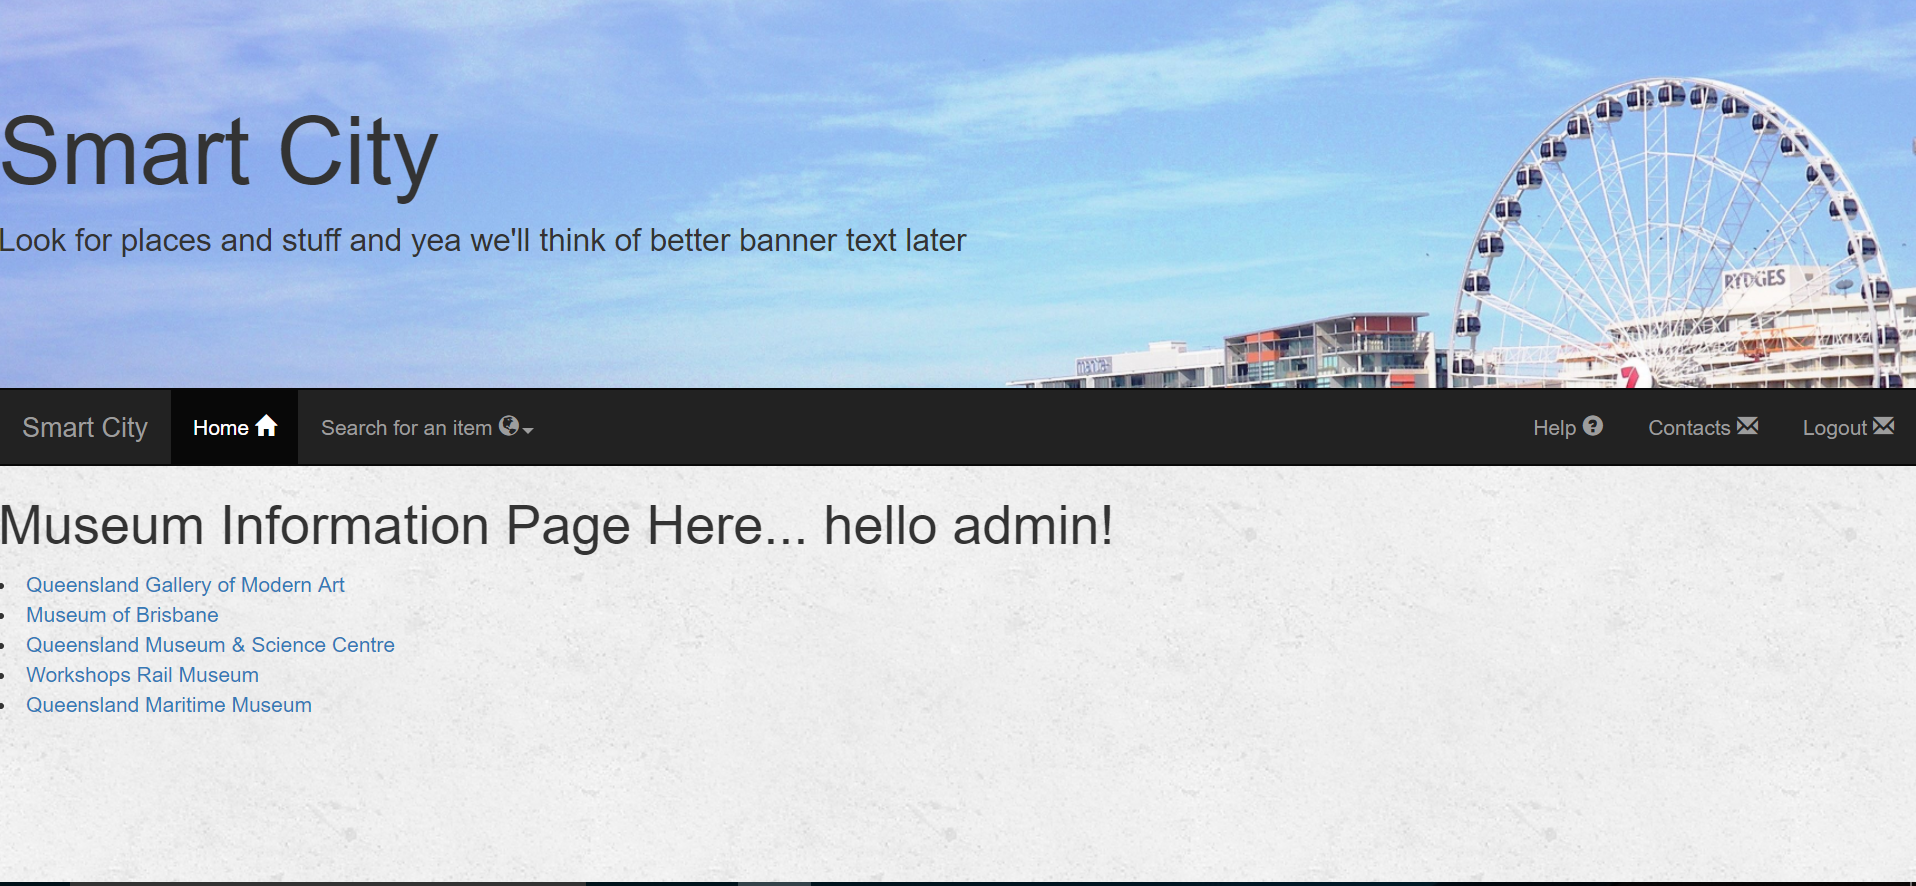 Smart City
Look for places and stuff and yea we'll think of better banner text later
RYDGES
Smart City Home Search for an item Help Contacts Logout
Museum Information Page Here... hello admin!
Queensland Gallery of Modern Art
Museum of Brisbane
Queensland Museum & Science Centre
Workshops Rail Museum
Queensland Maritime Museum